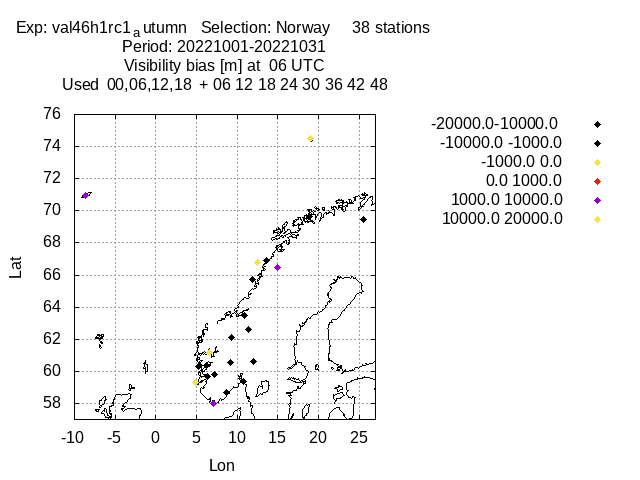 Exp: val46h1rc1_a utumn   Selection: Norway     38 stations
Period: 20221001-20221031
Visibility bias [m] at  06 UTC
Used  00,06,12,18  + 06 12 18 24 30 36 42 48
-20000.0-10000.0
-10000.0 -1000.0
-1000.0 0.0
0.0 1000.0
1000.0 10000.0
10000.0 20000.0
76
74
72
70
68
66
64
62
60
58
Lat
-10 -5 0 5 10 15 20 25
Lon